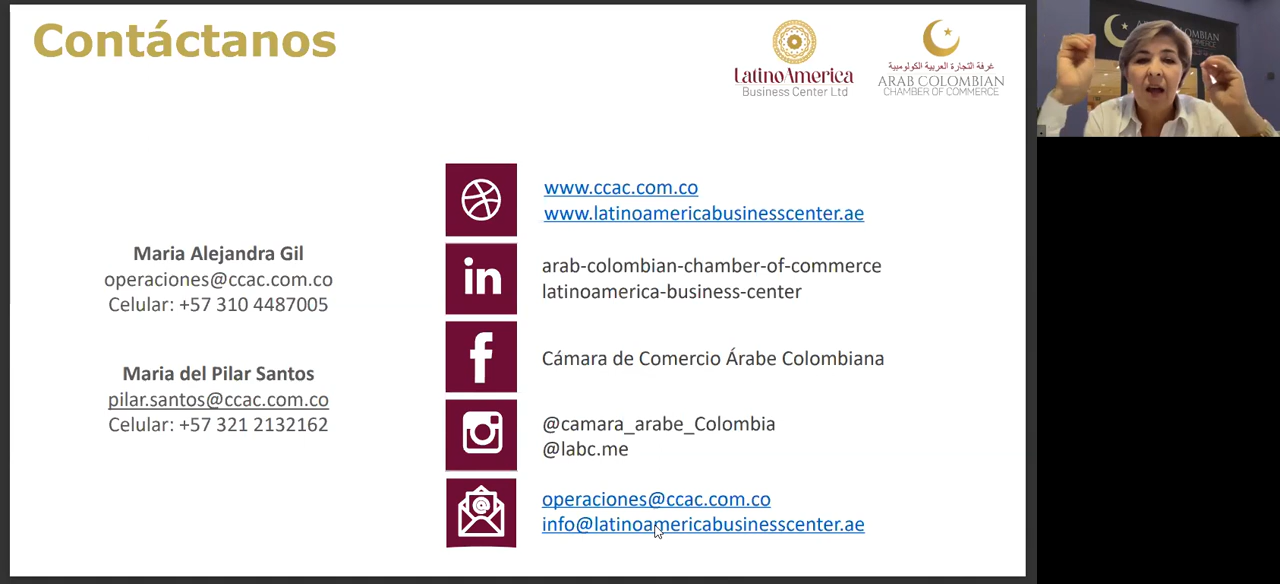 Contáctanos
LatinoAmerica
Business Center Ltd
غرفة التجارة العربية الكولومبية
ARAB COLOMBIAN
CHAMBER OF COMMERCE
Maria Alejandra Gil
operaciones@ccac.com.co
Celular: +57 310 4487005
Maria del Pilar Santos
pilar.santos@ccac.com.co
Celular: +57 321 2132162
www.ccac.com.co
www.latinoamericabusinesscenter.ae
in
arab-colombian-chamber-of-commerce
latinoamerica-business-center
f
Cámara de Comercio Árabe Colombiana
@camara_arabe_Colombia
@labc.me
@
operaciones@ccac.com.co
info@latinoamericabusinesscenter.ae